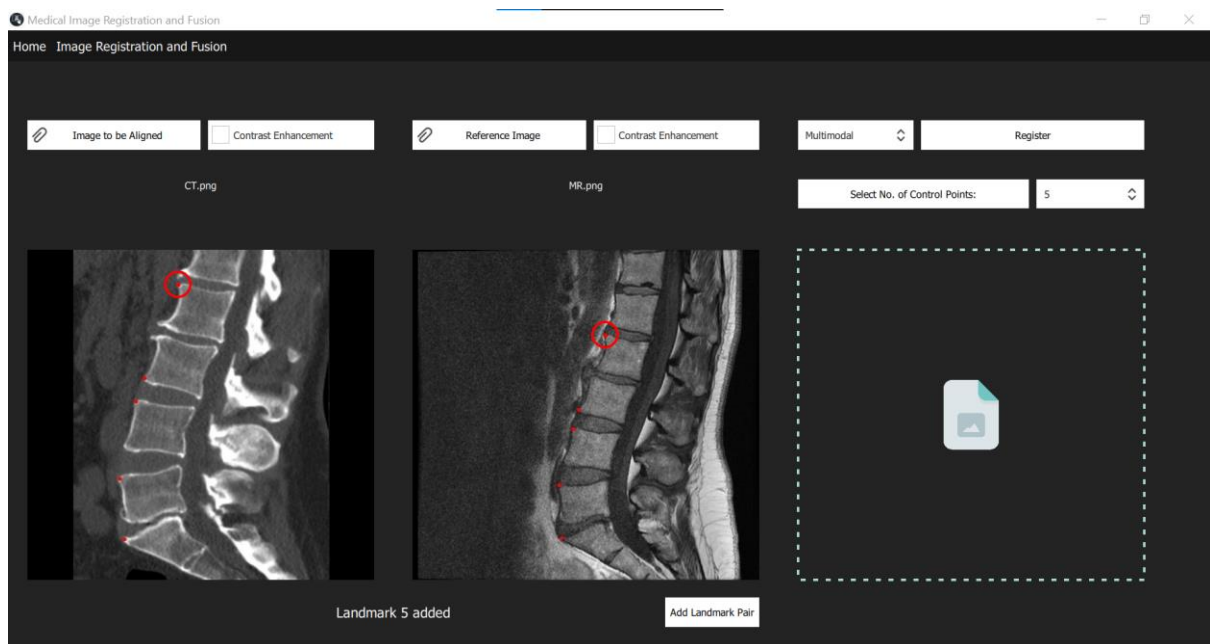 Medical Image Registration and Fusion
Home Image Registration and Fusion
Image to be Aligned Contrast Enhancement Reference Image Contrast Enhancement Multimodal Register
CT.png MR.png
Select No. of Control Points: 5
Landmark 5 added Add Landmark Pair